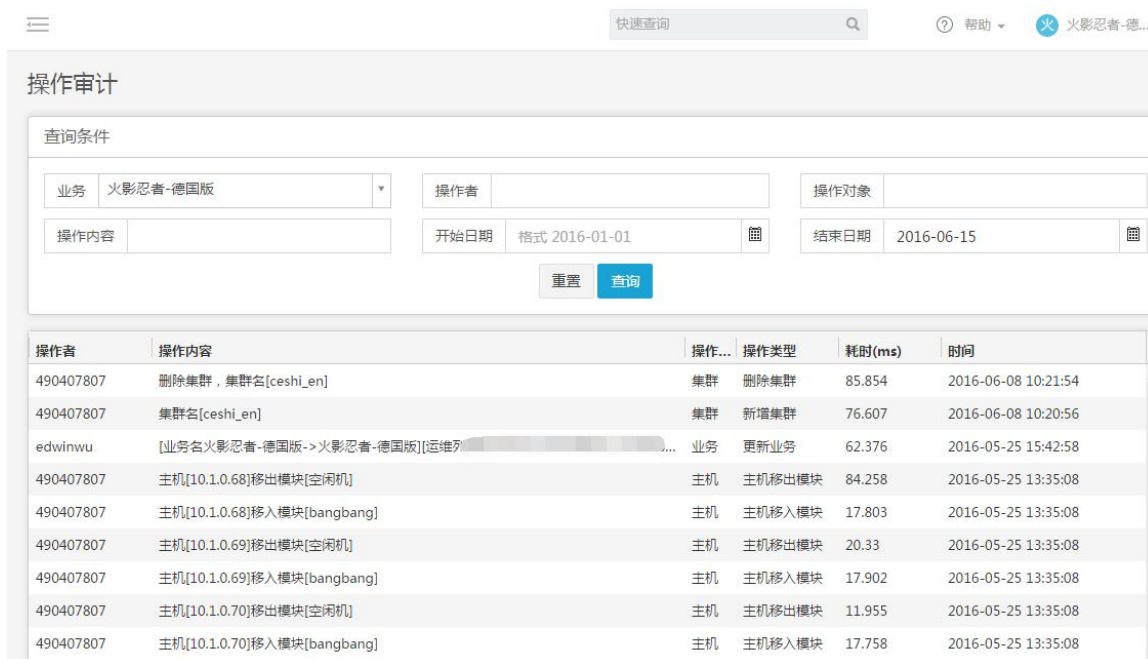 快速查询 帮助 火 火影忍者-德...
操作审计
查询条件
业务 火影忍者-德国版 操作者 操作对象
操作内容 开始日期 格式 2016-01-01 结束日期 2016-06-15
重置 查询
操作者 操作内容 操作... 操作类型 耗时(ms) 时间
490407807 删除集群，集群名[ceshi_en] 集群 删除集群 85.854 2016-06-08 10:21:54
490407807 集群名[ceshi_en] 集群 新增集群 76.607 2016-06-08 10:20:56
edwinwu [业务名火影忍者-德国版->火影忍者-德国版][运维 ... 业务 更新业务 62.376 2016-05-25 15:42:58
490407807 主机[10.1.0.68]移出模块[空闲机] 主机 主机移出模块 84.258 2016-05-25 13:35:08
490407807 主机[10.1.0.68]移入模块[bangbang] 主机 主机移入模块 17.803 2016-05-25 13:35:08
490407807 主机[10.1.0.69]移出模块[空闲机] 主机 主机移出模块 20.33 2016-05-25 13:35:08
490407807 主机[10.1.0.69]移入模块[bangbang] 主机 主机移入模块 17.902 2016-05-25 13:35:08
490407807 主机[10.1.0.70]移出模块[空闲机] 主机 主机移出模块 11.955 2016-05-25 13:35:08
490407807 主机[10.1.0.70]移入模块[bangbang] 主机 主机移入模块 17.758 2016-05-25 13:35:08